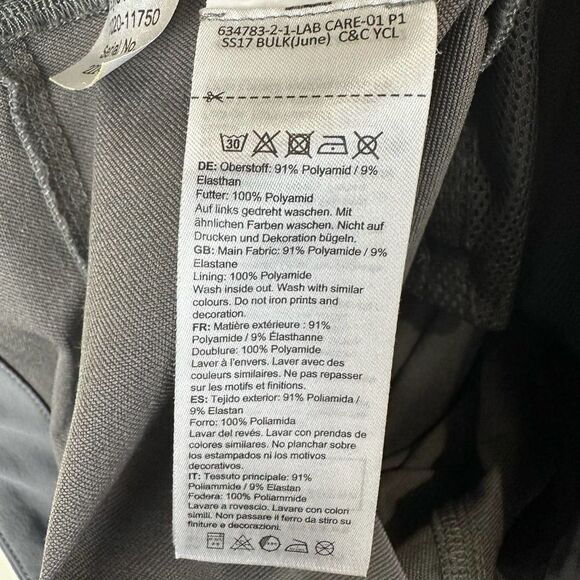 1020-11750
Serial No.
634783-2-1-LAB CARE-01 P1
SS17 BULK(June) C&C YCL
30
DE: Oberstoff: 91% Polyamid / 9%
Elasthan
Futter: 100% Polyamid
Auf links gedreht waschen. Mit
ähnlichen Farben waschen. Nicht auf
Drucken und Dekoration bügeln.
GB: Main Fabric: 91% Polyamide / 9%
Elastane
Lining: 100% Polyamide
Wash inside out. Wash with similar
colours. Do not iron prints and
decoration.
FR: Matière extérieure : 91%
Polyamide / 9% Élasthanne
Doublure: 100% Polyamide
Laver à l'envers. Laver avec des
couleurs similaires. Ne pas repasser
sur les motifs et finitions.
ES: Tejido exterior: 91% Poliamida /
9% Elastan
Forro: 100% Poliamida
Lavar del revés. Lavar con prendas de
colores similares. No planchar sobre
los estampados ni los motivos
decorativos.
IT: Tessuto principale: 91%
Poliammide / 9% Elastan
Fodera: 100% Poliammide
Lavare a rovescio. Lavare con colori
simili. Non passare il ferro da stiro su
finiture e decorazioni.